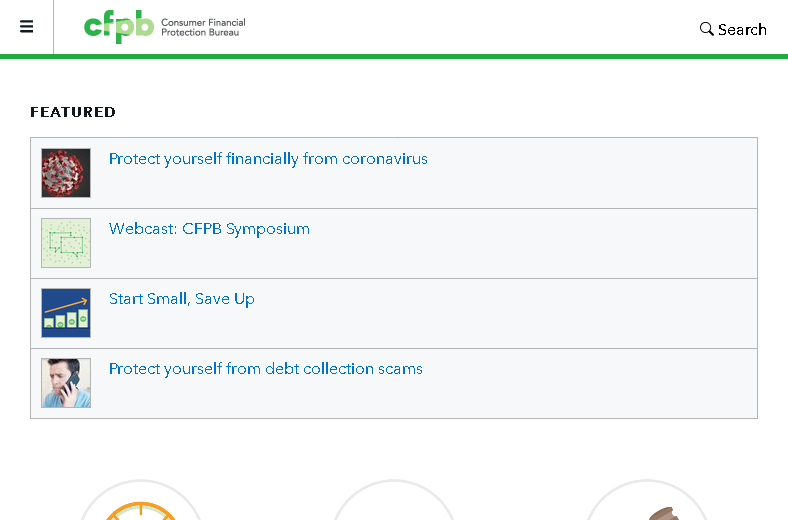 cfpb Consumer Financial
Protection Bureau
Search
FEATURED
Protect yourself financially from coronavirus
Webcast: CFPB Symposium
Start Small, Save Up
Protect yourself from debt collection scams